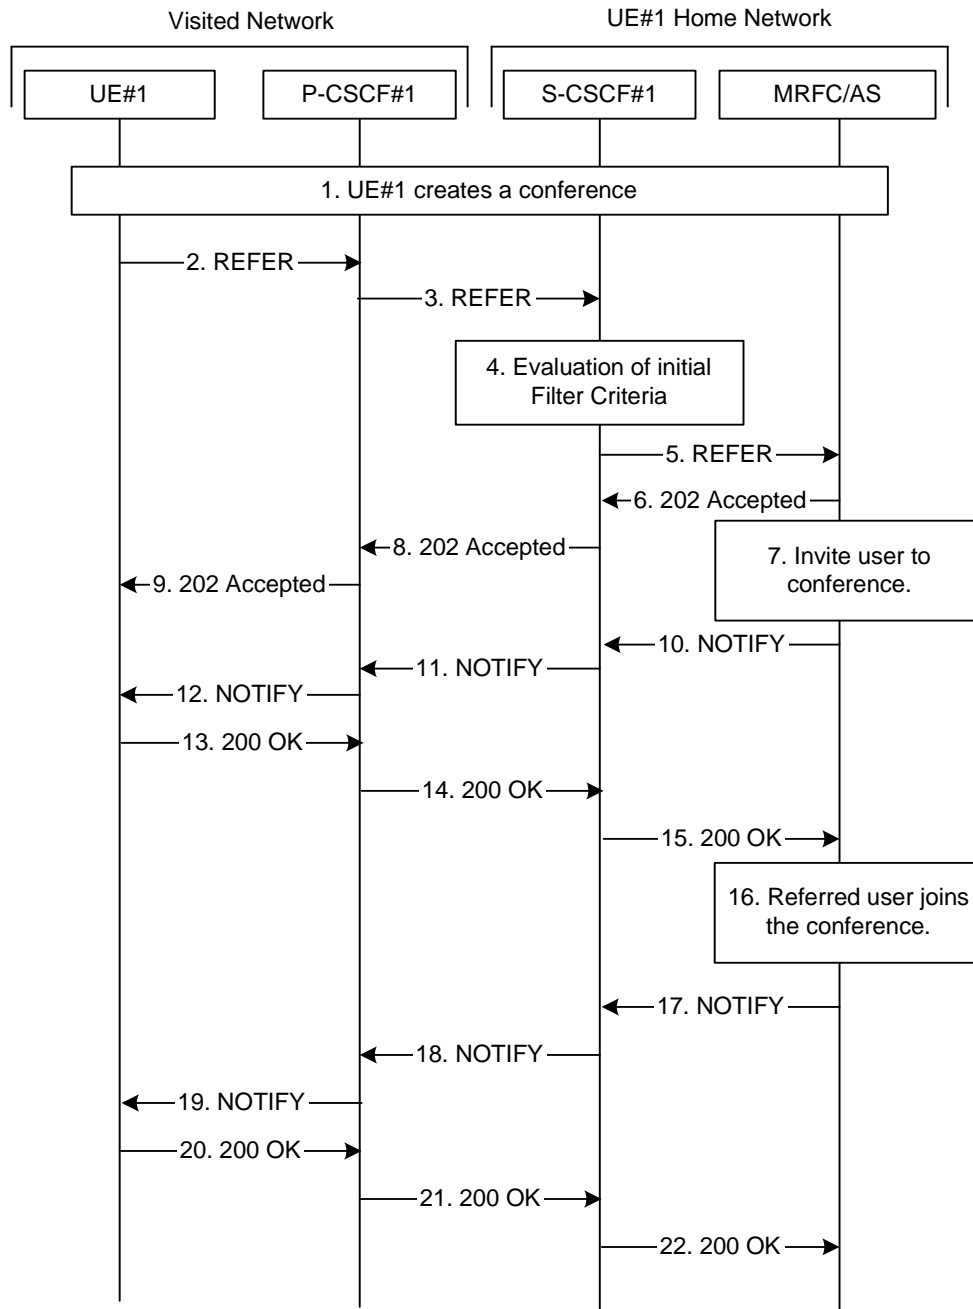 Visited Network
UE#1 Home Network
UE#1
P-CSCF#1
S-CSCF#1
MRFC/AS
1. UE#1 creates a conference
2. REFER
3. REFER
4. Evaluation of initial
Filter Criteria
5. REFER
6. 202 Accepted
8. 202 Accepted
7. Invite user to
conference.
9. 202 Accepted
10. NOTIFY
11. NOTIFY
12. NOTIFY
13. 200 OK
14. 200 OK
15. 200 OK
16. Referred user joins
the conference.
17. NOTIFY
18. NOTIFY
19. NOTIFY
20. 200 OK
21. 200 OK
22. 200 OK